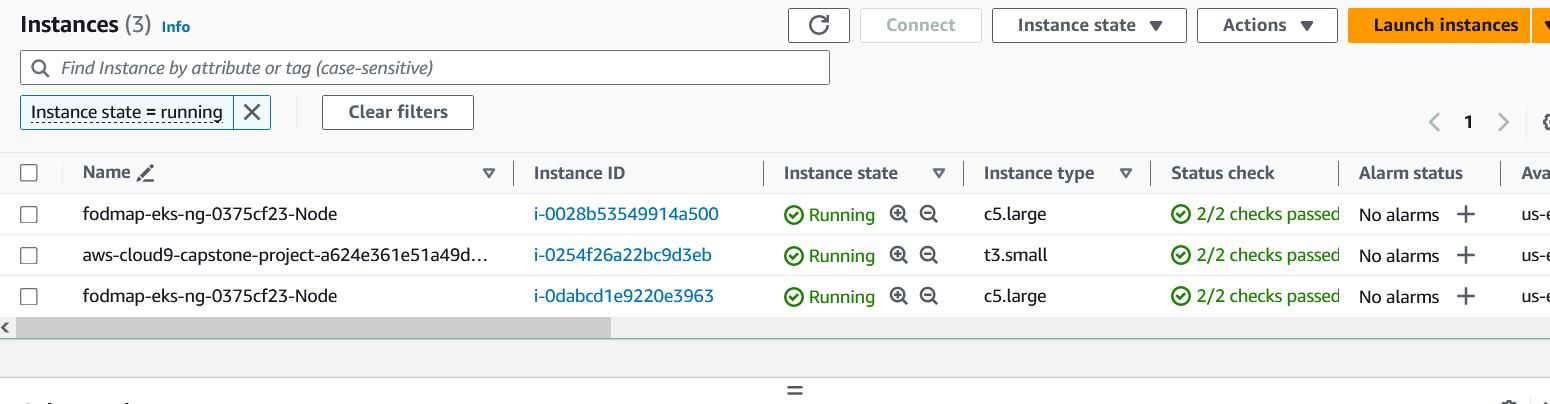 Instances (3) Info
Connect Instance state Actions Launch instances
Find Instance by attribute or tag (case-sensitive)
Instance state = running Clear filters
1
Name Instance ID Instance state Instance type Status check Alarm status Ava
fodmap-eks-ng-0375cf23-Node i-0028b53549914a500 Running c5.large 2/2 checks passed No alarms us-e
aws-cloud9-capstone-project-a624e361e51a49d... i-0254f26a22bc9d3eb Running t3.small 2/2 checks passed No alarms us-e
fodmap-eks-ng-0375cf23-Node i-0dabcd1e9220e3963 Running c5.large 2/2 checks passed No alarms us-e